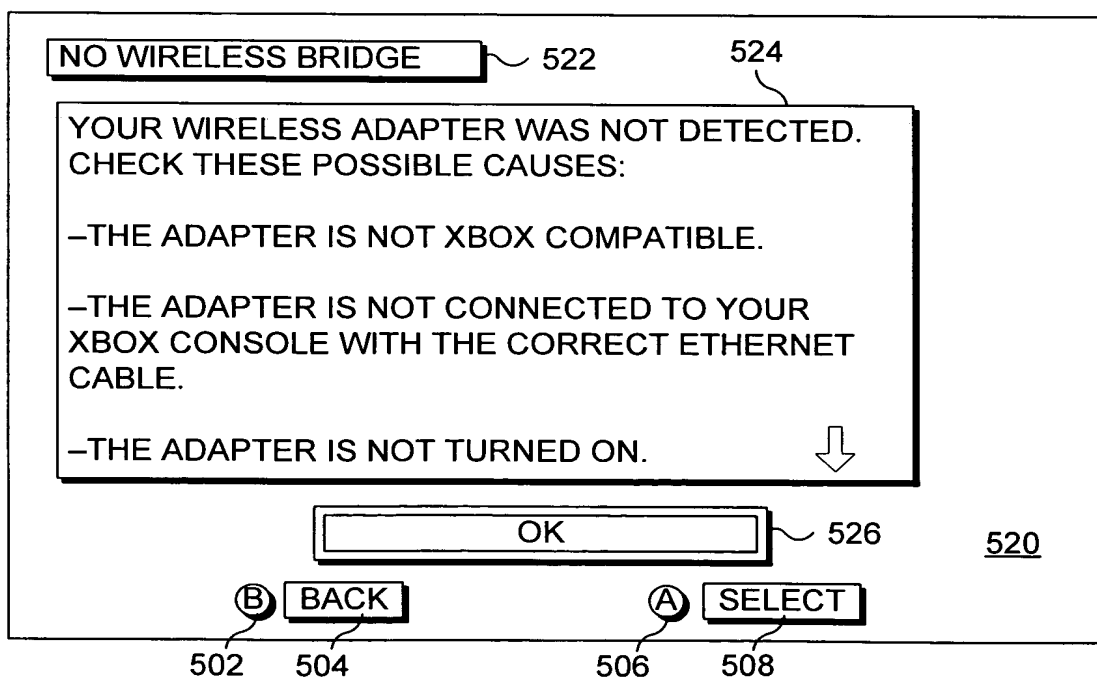 NO WIRELESS BRIDGE 522
524
YOUR WIRELESS ADAPTER WAS NOT DETECTED.
CHECK THESE POSSIBLE CAUSES:
–THE ADAPTER IS NOT XBOX COMPATIBLE.
–THE ADAPTER IS NOT CONNECTED TO YOUR
XBOX CONSOLE WITH THE CORRECT ETHERNET
CABLE.
–THE ADAPTER IS NOT TURNED ON.
OK 526
520
B BACK A SELECT
502 504 506 508